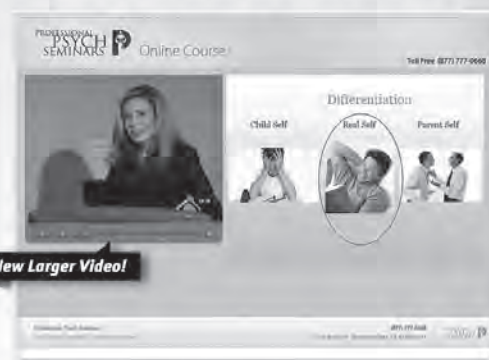 PROFESSIONAL
PSYCH
SEMINARS
Online Course
Toll Free (877) 777-0668
Differentiation
Child Self
Real Self
Parent Self
New Larger Video!